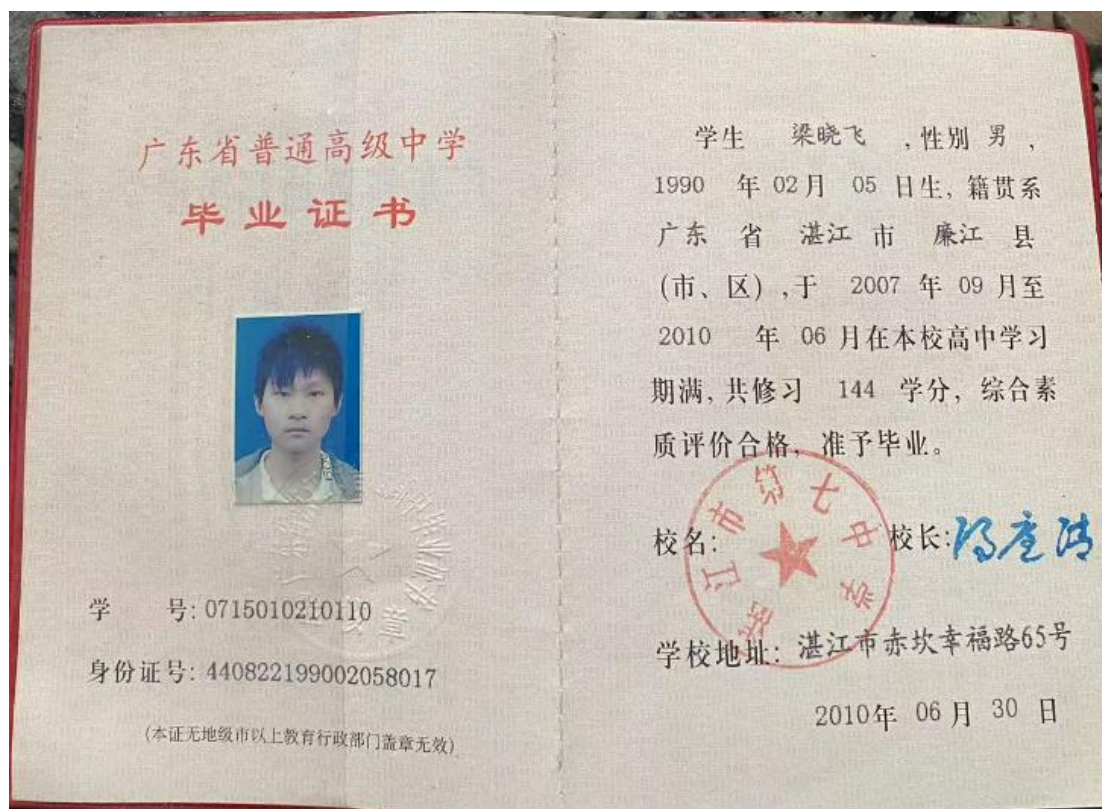 广东省普通高级中学
毕业证书
学 号: 0715010210110
身份证号: 440822199002058017
(本证无地级市以上教育行政部门盖章无效)
学生 梁晓飞 ,性别 男 ,
1990 年 02月 05 日生, 籍贯系
广东 省 湛江 市 廉江 县
(市、区) ,于 2007 年 09 月至
2010 年 06 月在本校高中学习
期满, 共修习 144 学分, 综合素
质评价合格, 准予毕业。
湛江市第七中学
校名: 校长:
学校地址: 湛江市赤坎幸福路65号
2010年 06 月 30 日